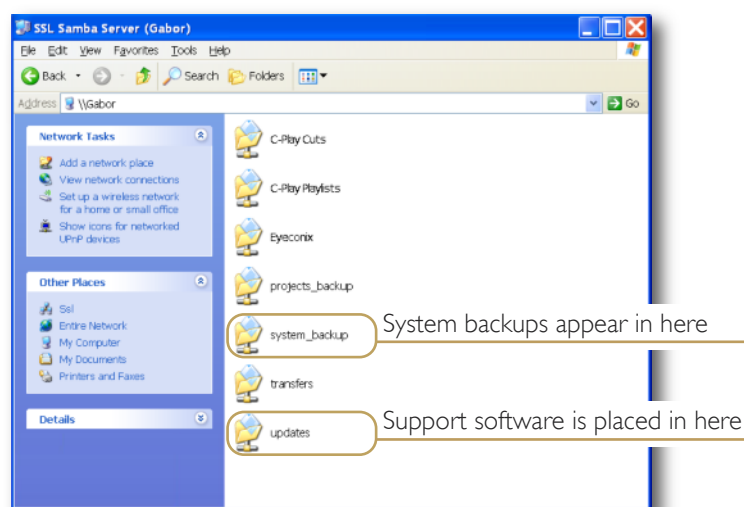 SSL Samba Server (Gabor)
File Edit View Favorites Tools Help
Back Search Folders
Address \\Gabor Go
Network Tasks
Add a network place
View network connections
Set up a wireless network
for a home or small office
Show icons for networked
UPnP devices
Other Places
Ssl
Entire Network
My Computer
My Documents
Printers and Faxes
Details
C-Play Cuts
C-Play Playlists
Eyeconix
projects_backup
system_backup
System backups appear in here
transfers
updates
Support software is placed in here